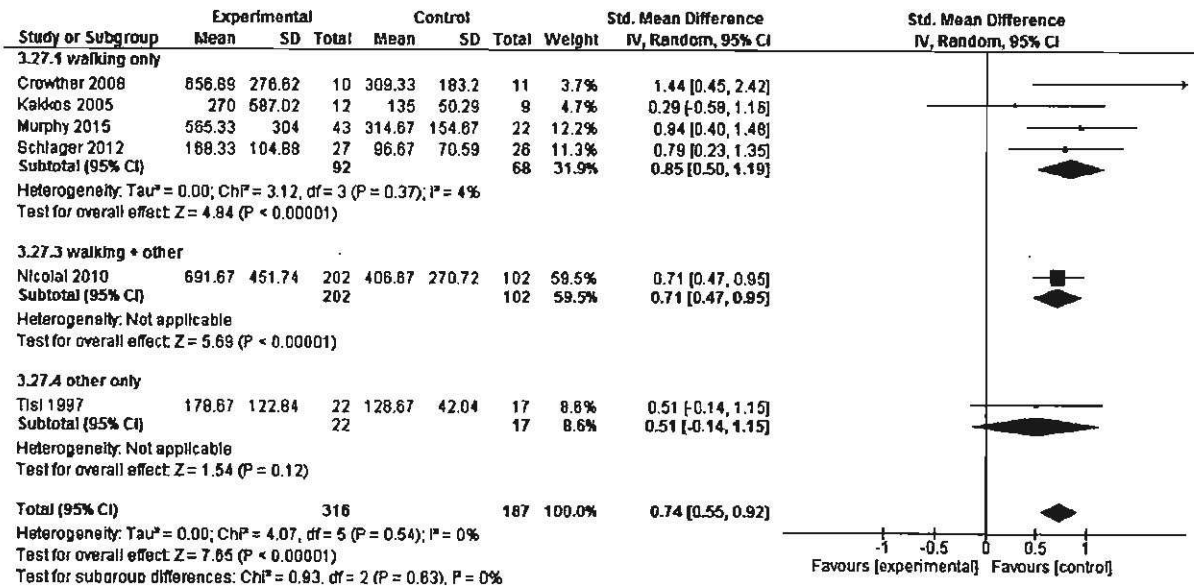 Experimental Control Std. Mean Difference Std. Mean Difference
Study or Subgroup Mean SD Total Mean SD Total Weight IV, Random, 95% CI IV, Random, 95% CI
3.27.1 walking only
Crowther 2008 856.89 276.62 10 309.33 183.2 11 3.7% 1.44 [0.45, 2.42]
Kakkos 2005 270 587.02 12 135 50.29 9 4.7% 0.29 [-0.58, 1.16]
Murphy 2015 565.33 304 43 314.67 154.67 22 12.2% 0.94 [0.40, 1.48]
Schlager 2012 168.33 104.88 27 96.67 70.59 26 11.3% 0.79 [0.23, 1.35]
Subtotal (95% CI) 92 68 31.9% 0.85 [0.50, 1.19]
Heterogeneity: Tau² = 0.00; Chi² = 3.12, df = 3 (P = 0.37); I² = 4%
Test for overall effect: Z = 4.84 (P < 0.00001)
3.27.3 walking + other
Nicolai 2010 691.67 451.74 202 406.67 270.72 102 59.5% 0.71 [0.47, 0.95]
Subtotal (95% CI) 202 102 59.5% 0.71 [0.47, 0.95]
Heterogeneity: Not applicable
Test for overall effect: Z = 5.69 (P < 0.00001)
3.27.4 other only
Tisi 1997 178.67 122.84 22 128.67 42.04 17 8.6% 0.51 [-0.14, 1.15]
Subtotal (95% CI) 22 17 8.6% 0.51 [-0.14, 1.15]
Heterogeneity: Not applicable
Test for overall effect: Z = 1.54 (P = 0.12)
Total (95% CI) 316 187 100.0% 0.74 [0.55, 0.92]
Heterogeneity: Tau² = 0.00; Chi² = 4.07, df = 5 (P = 0.54); I² = 0%
Test for overall effect: Z = 7.65 (P < 0.00001)
Test for subgroup differences: Chi² = 0.93, df = 2 (P = 0.63), I² = 0%
-1 -0.5 0 0.5 1
Favours [experimental] Favours [control]